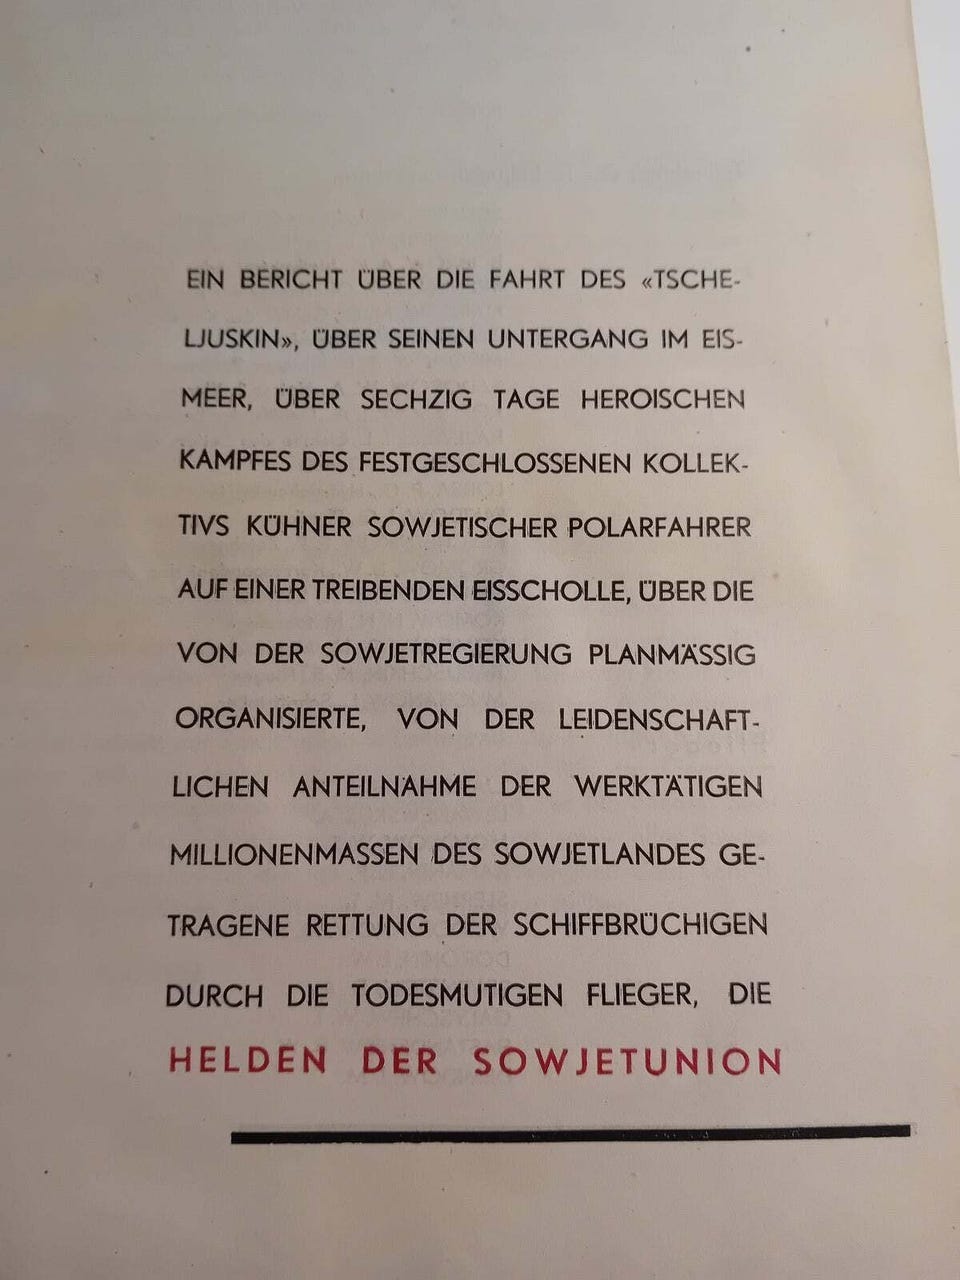 EIN BERICHT ÜBER DIE FAHRT DES «TSCHE-
LJUSKIN», ÜBER SEINEN UNTERGANG IM EIS-
MEER, ÜBER SECHZIG TAGE HEROISCHEN
KAMPFES DES FESTGESCHLOSSENEN KOLLEK-
TIVS KÜHNER SOWJETISCHER POLARFAHRER
AUF EINER TREIBENDEN EISSCHOLLE, ÜBER DIE
VON DER SOWJETREGIERUNG PLANMÄSSIG
ORGANISIERTE, VON DER LEIDENSCHAFT-
LICHEN ANTEILNAHME DER WERKTÄTIGEN
MILLIONENMASSEN DES SOWJETLANDES GE-
TRAGENE RETTUNG DER SCHIFFBRÜCHIGEN
DURCH DIE TODESMUTIGEN FLIEGER, DIE
HELDEN DER SOWJETUNION